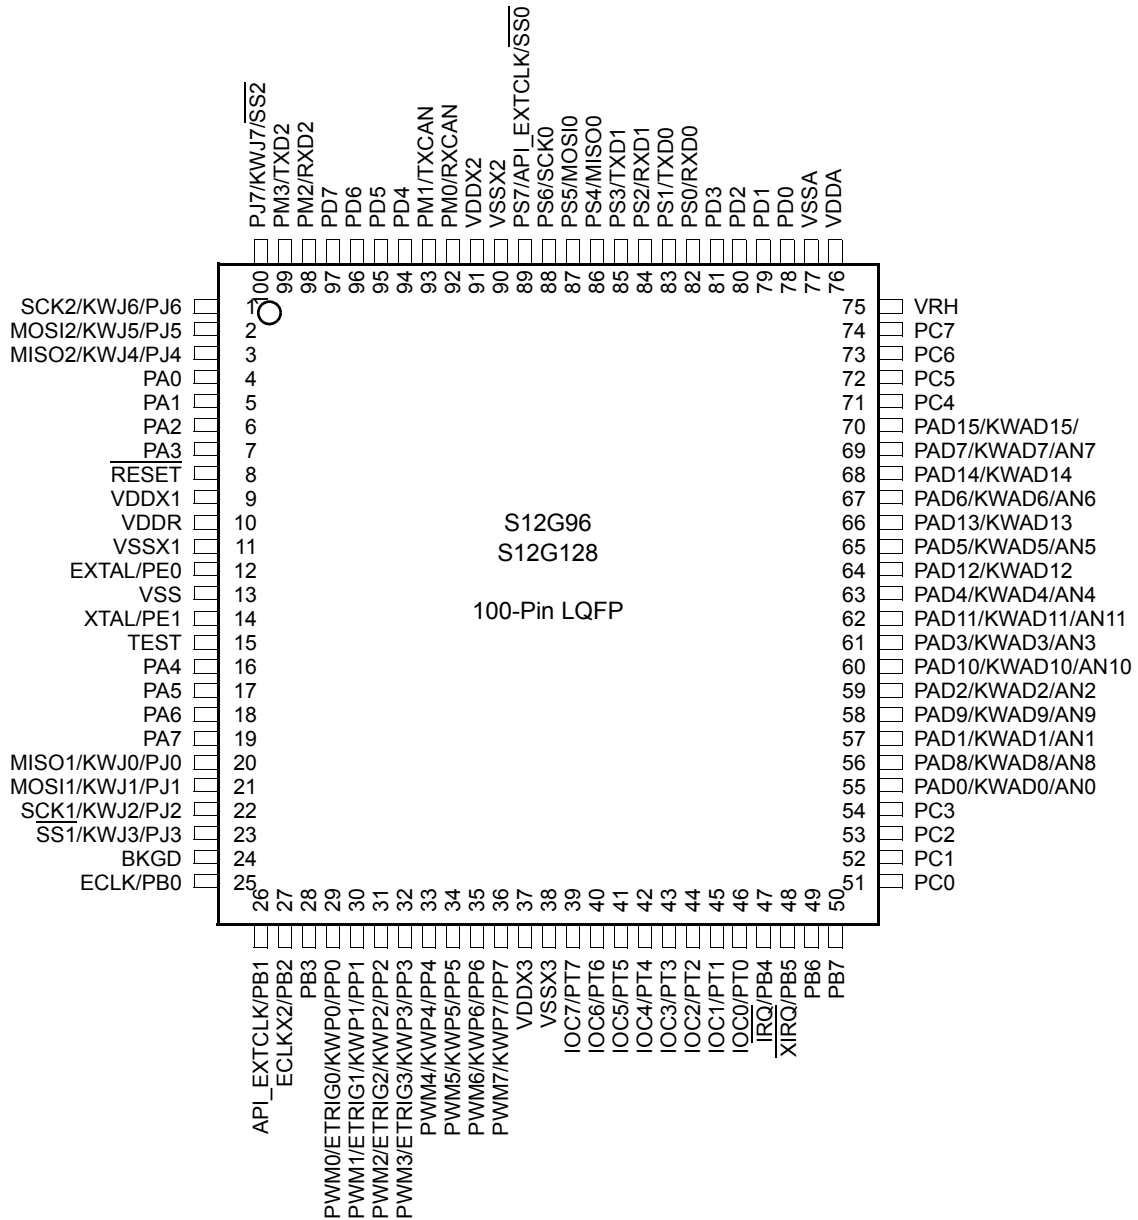 PJ7/KWJ7/SS2
PM3/TXD2
PM2/RXD2
PD7
PD6
PD5
PD4
PM1/TXCAN
PM0/RXCAN
VDDX2
VSSX2
PS7/API_EXTCLK/SS0
PS6/SCK0
PS5/MOSI0
PS4/MISO0
PS3/TXD1
PS2/RXD1
PS1/TXD0
PS0/RXD0
PD3
PD2
PD1
PD0
VSSA
VDDA
100
99
98
97
96
95
94
93
92
91
90
89
88
87
86
85
84
83
82
81
80
79
78
77
76
SCK2/KWJ6/PJ6 1
MOSI2/KWJ5/PJ5 2
MISO2/KWJ4/PJ4 3
PA0 4
PA1 5
PA2 6
PA3 7
RESET 8
VDDX1 9
VDDR 10
VSSX1 11
EXTAL/PE0 12
VSS 13
XTAL/PE1 14
TEST 15
PA4 16
PA5 17
PA6 18
PA7 19
MISO1/KWJ0/PJ0 20
MOSI1/KWJ1/PJ1 21
SCK1/KWJ2/PJ2 22
SS1/KWJ3/PJ3 23
BKGD 24
ECLK/PB0 25
S12G96
S12G128
100-Pin LQFP
75 VRH
74 PC7
73 PC6
72 PC5
71 PC4
70 PAD15/KWAD15/
69 PAD7/KWAD7/AN7
68 PAD14/KWAD14
67 PAD6/KWAD6/AN6
66 PAD13/KWAD13
65 PAD5/KWAD5/AN5
64 PAD12/KWAD12
63 PAD4/KWAD4/AN4
62 PAD11/KWAD11/AN11
61 PAD3/KWAD3/AN3
60 PAD10/KWAD10/AN10
59 PAD2/KWAD2/AN2
58 PAD9/KWAD9/AN9
57 PAD1/KWAD1/AN1
56 PAD8/KWAD8/AN8
55 PAD0/KWAD0/AN0
54 PC3
53 PC2
52 PC1
51 PC0
26
27
28
29
30
31
32
33
34
35
36
37
38
39
40
41
42
43
44
45
46
47
48
49
50
API_EXTCLK/PB1
ECLKX2/PB2
PB3
PWM0/ETRIG0/KWP0/PP0
PWM1/ETRIG1/KWP1/PP1
PWM2/ETRIG2/KWP2/PP2
PWM3/ETRIG3/KWP3/PP3
PWM4/KWP4/PP4
PWM5/KWP5/PP5
PWM6/KWP6/PP6
PWM7/KWP7/PP7
VDDX3
VSSX3
IOC7/PT7
IOC6/PT6
IOC5/PT5
IOC4/PT4
IOC3/PT3
IOC2/PT2
IOC1/PT1
IOC0/PT0
IRQ/PB4
XIRQ/PB5
PB6
PB7